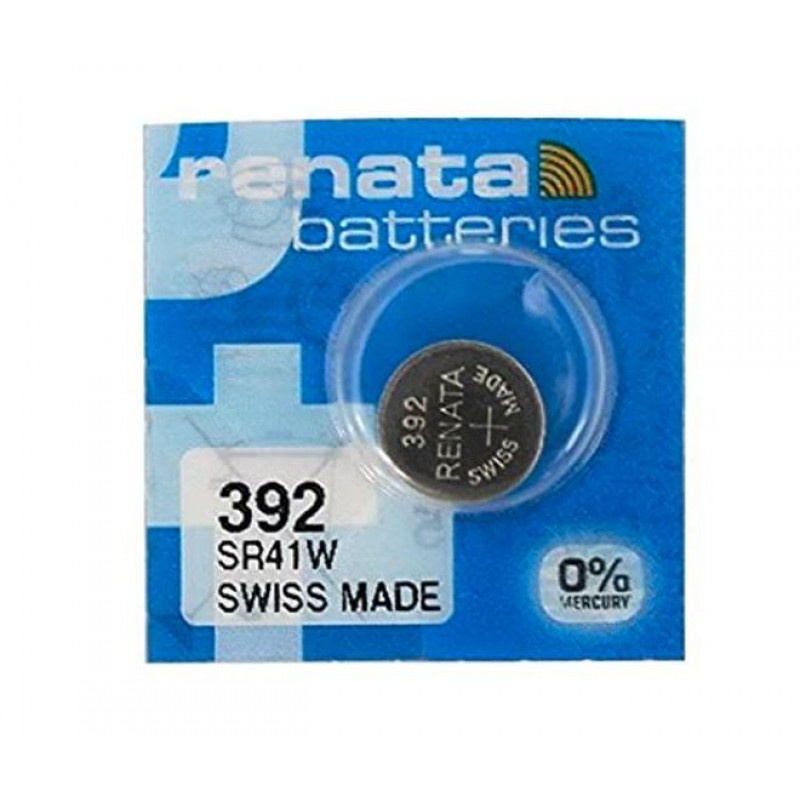 renata
batteries
392
RENATA
SWISS MADE
+
392
SR41W
SWISS MADE
0%
MERCURY